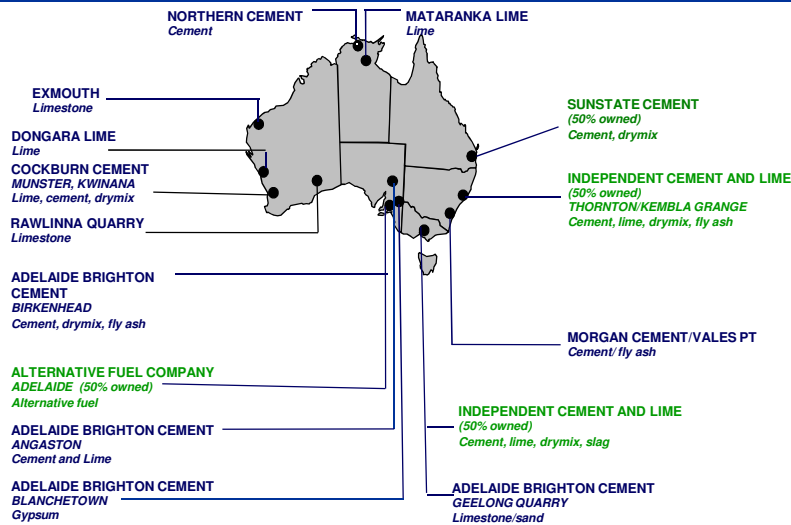 NORTHERN CEMENT
Cement
MATARANKA LIME
Lime
EXMOUTH
Limestone
DONGARA LIME
Lime
COCKBURN CEMENT
MUNSTER, KWINANA
Lime, cement, drymix
RAWLINNA QUARRY
Limestone
ADELAIDE BRIGHTON
CEMENT
BIRKENHEAD
Cement, drymix, fly ash
ALTERNATIVE FUEL COMPANY
ADELAIDE (50% owned)
Alternative fuel
ADELAIDE BRIGHTON CEMENT
ANGASTON
Cement and Lime
ADELAIDE BRIGHTON CEMENT
BLANCHETOWN
Gypsum
SUNSTATE CEMENT
(50% owned)
Cement, drymix
INDEPENDENT CEMENT AND LIME
(50% owned)
THORNTON/KEMBLA GRANGE
Cement, lime, drymix, fly ash
MORGAN CEMENT/VALES PT
Cement/ fly ash
INDEPENDENT CEMENT AND LIME
(50% owned)
Cement, lime, drymix, slag
ADELAIDE BRIGHTON CEMENT
GEELONG QUARRY
Limestone/sand